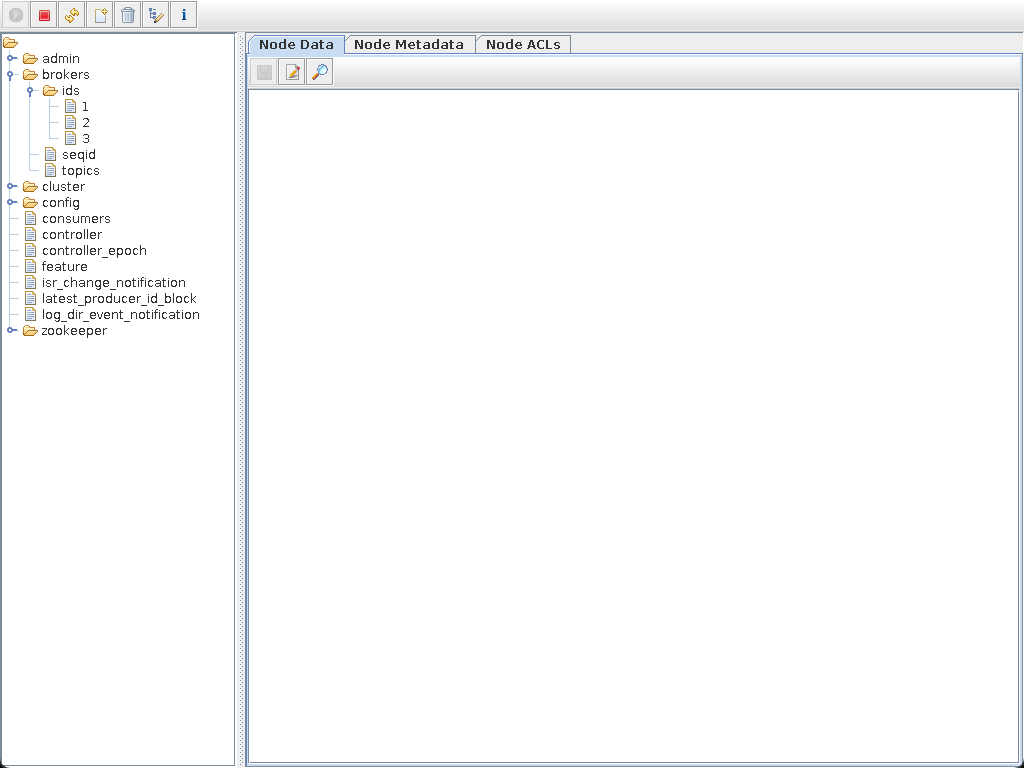 Node Data Node Metadata Node ACLs
admin
brokers
ids
1
2
3
seqid
topics
cluster
config
consumers
controller
controller_epoch
feature
isr_change_notification
latest_producer_id_block
log_dir_event_notification
zookeeper